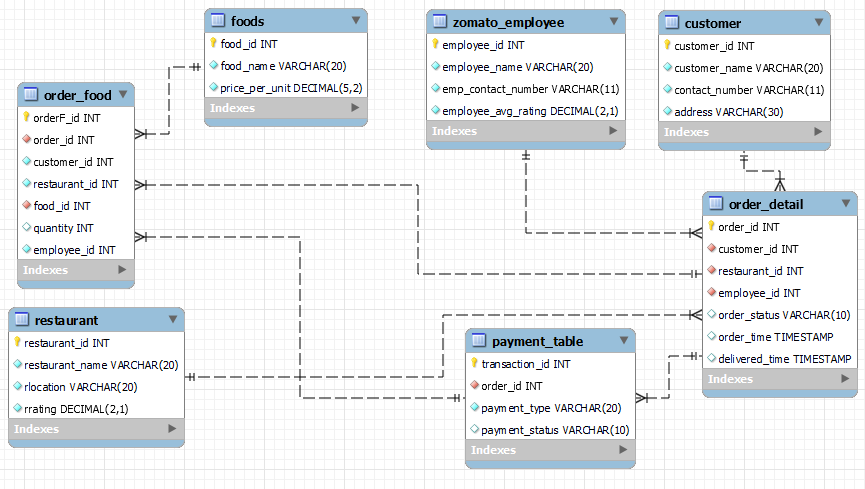 foods
food_id INT
food_name VARCHAR(20)
price_per_unit DECIMAL(5,2)
Indexes
zomato_employee
employee_id INT
employee_name VARCHAR(20)
emp_contact_number VARCHAR(11)
employee_avg_rating DECIMAL(2,1)
Indexes
customer
customer_id INT
customer_name VARCHAR(20)
contact_number VARCHAR(11)
address VARCHAR(30)
Indexes
order_food
orderF_id INT
order_id INT
customer_id INT
restaurant_id INT
food_id INT
quantity INT
employee_id INT
Indexes
order_detail
order_id INT
customer_id INT
restaurant_id INT
employee_id INT
order_status VARCHAR(10)
order_time TIMESTAMP
delivered_time TIMESTAMP
Indexes
restaurant
restaurant_id INT
restaurant_name VARCHAR(20)
rlocation VARCHAR(20)
rrating DECIMAL(2,1)
Indexes
payment_table
transaction_id INT
order_id INT
payment_type VARCHAR(20)
payment_status VARCHAR(10)
Indexes